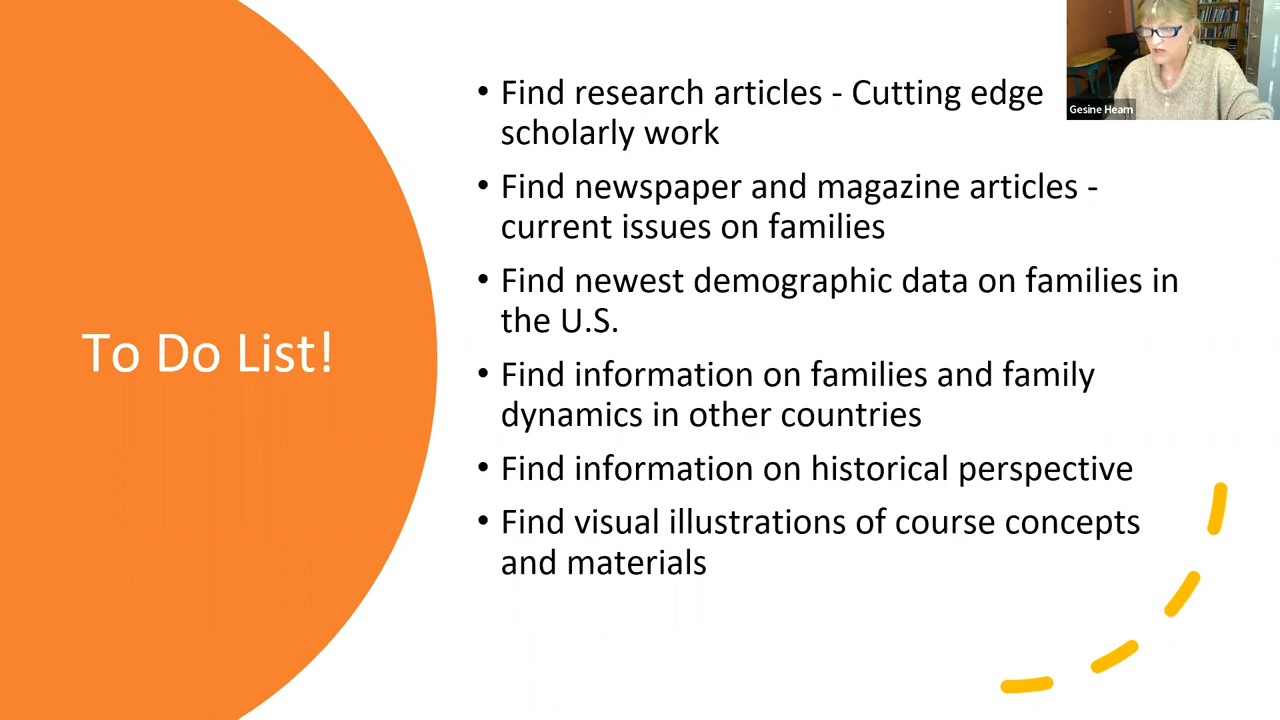 To Do List!
• Find research articles - Cutting edge
scholarly work
• Find newspaper and magazine articles -
current issues on families
• Find newest demographic data on families in
the U.S.
• Find information on families and family
dynamics in other countries
• Find information on historical perspective
• Find visual illustrations of course concepts
and materials
Gesine Hearn